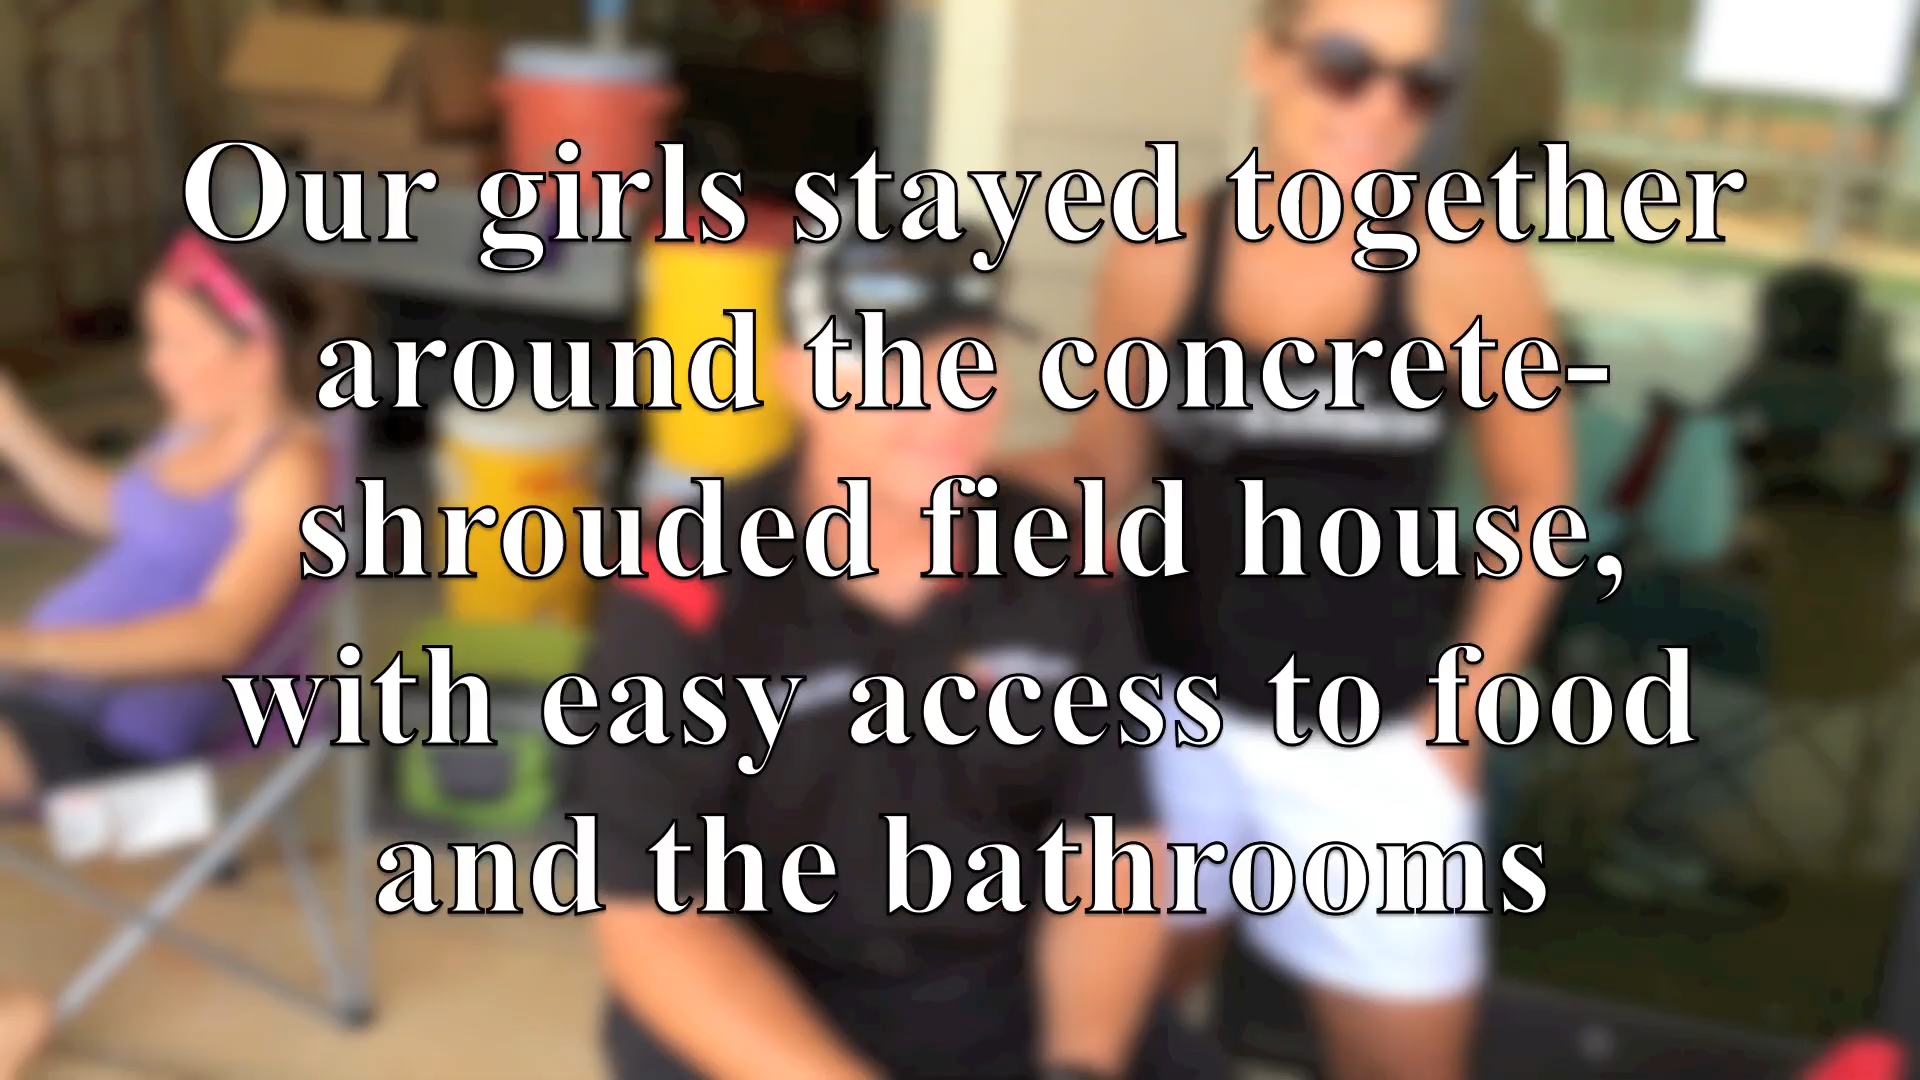 Our girls stayed together
around the concrete-
shrouded field house,
with easy access to food
and the bathrooms